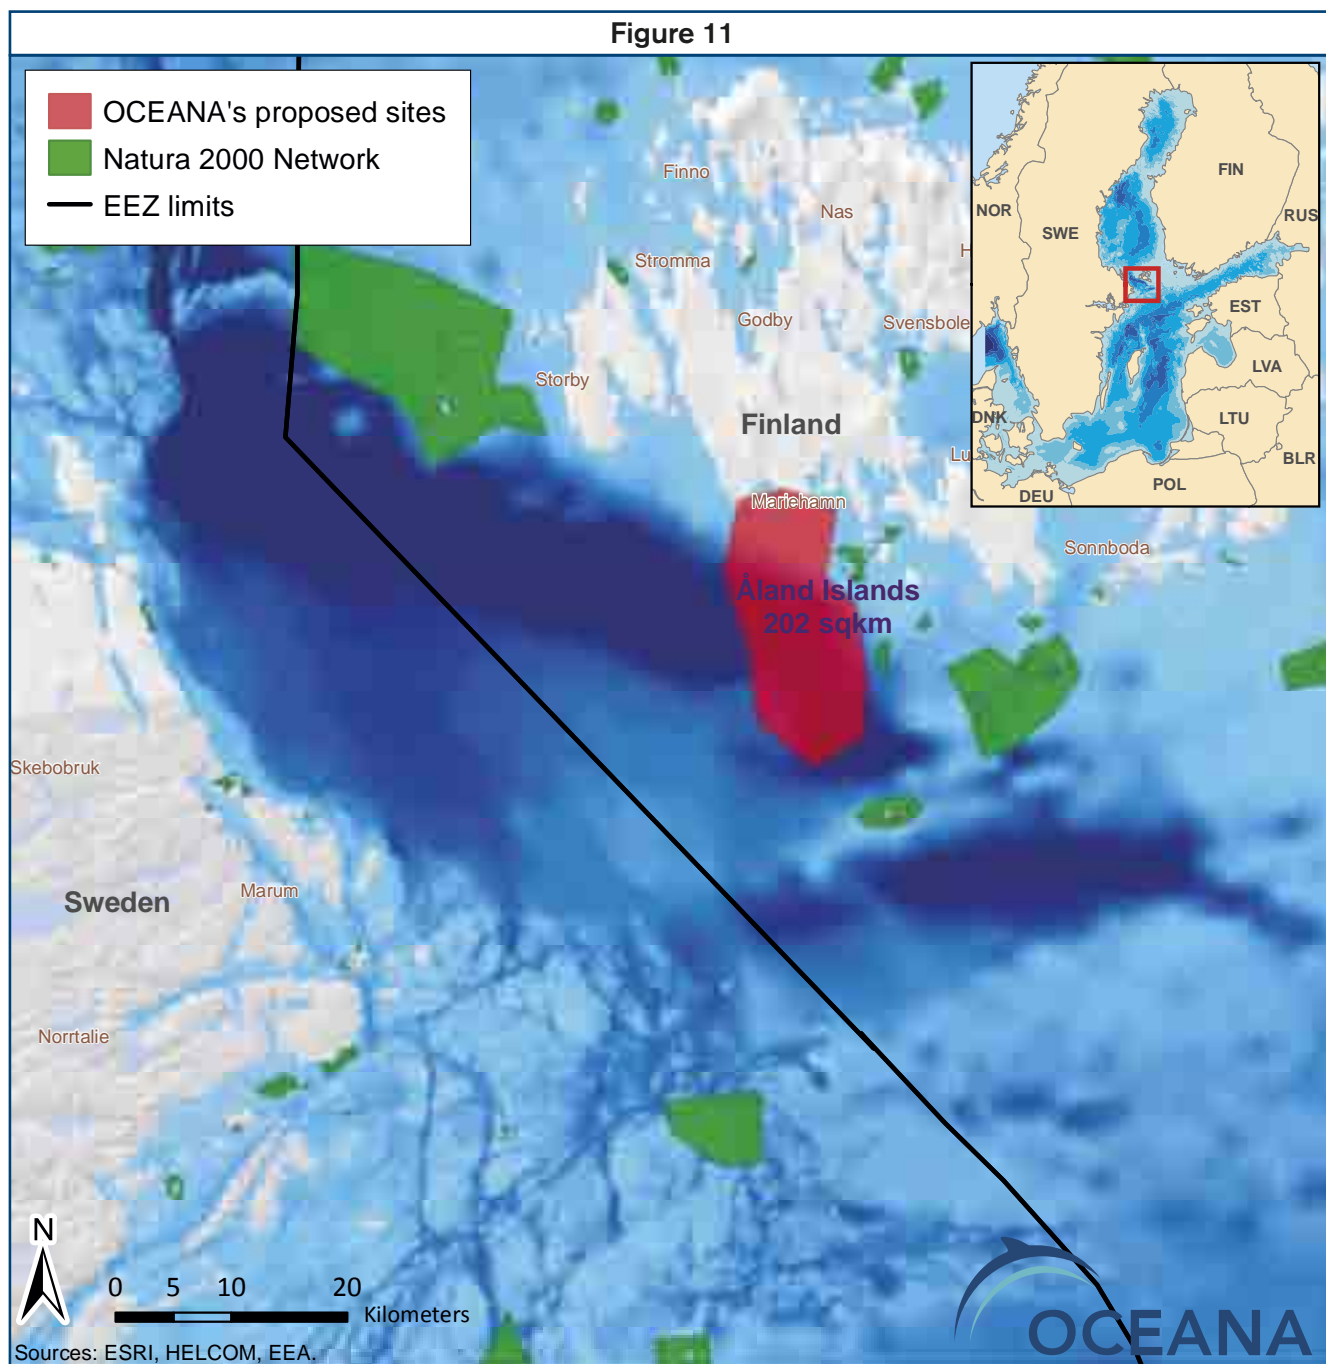 Figure 11
OCEANA's proposed sites
Natura 2000 Network
EEZ limits
NOR
SWE
FIN
RUS
EST
LVA
LTU
BLR
DNK
DEU
POL
Finno
Nas
Stromma
H
Godby
Svensbole
Storby
Finland
Lu
Mariehamn
Sonnboda
Åland Islands
202 sqkm
Skebobruk
Sweden
Marum
Norrtalie
N
0 5 10 20
Kilometers
OCEANA
Sources: ESRI, HELCOM, EEA.